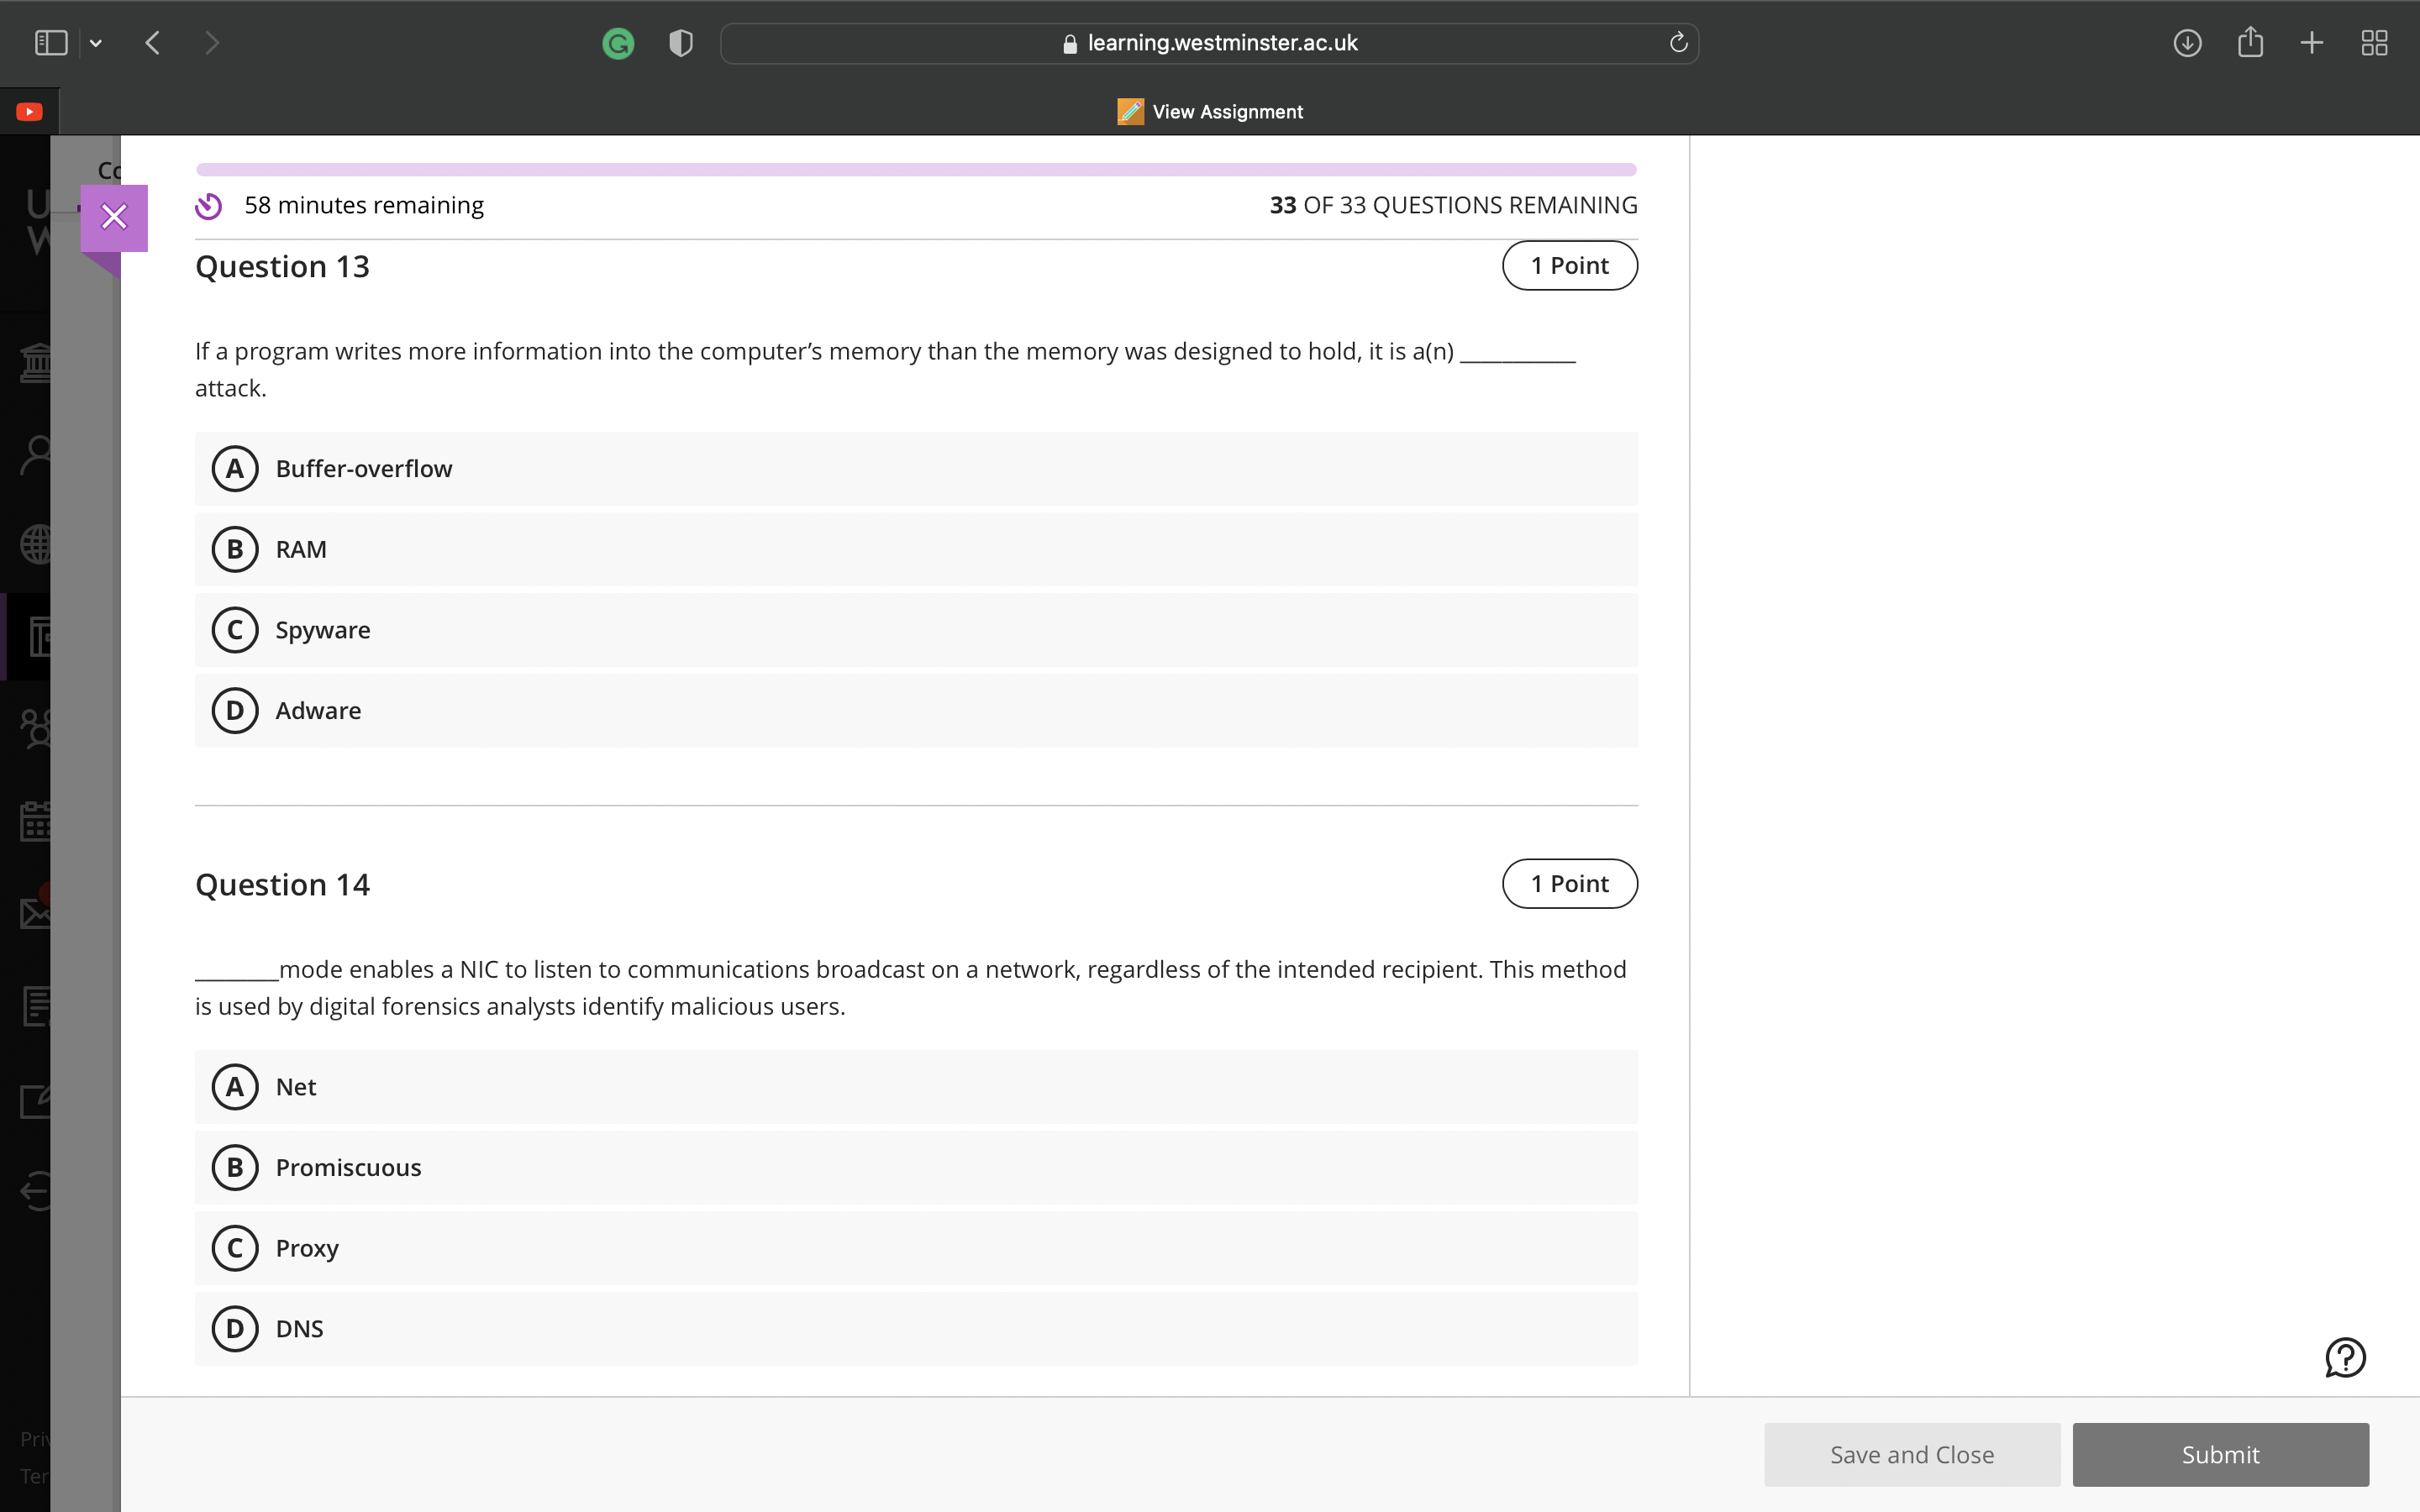 learning.westminster.ac.uk
View Assignment
58 minutes remaining
33 OF 33 QUESTIONS REMAINING
Question 13
1 Point
If a program writes more information into the computer’s memory than the memory was designed to hold, it is a(n) __________
attack.
A Buffer-overflow
B RAM
C Spyware
D Adware
Question 14
1 Point
_______mode enables a NIC to listen to communications broadcast on a network, regardless of the intended recipient. This method
is used by digital forensics analysts identify malicious users.
A Net
B Promiscuous
C Proxy
D DNS
Save and Close
Submit